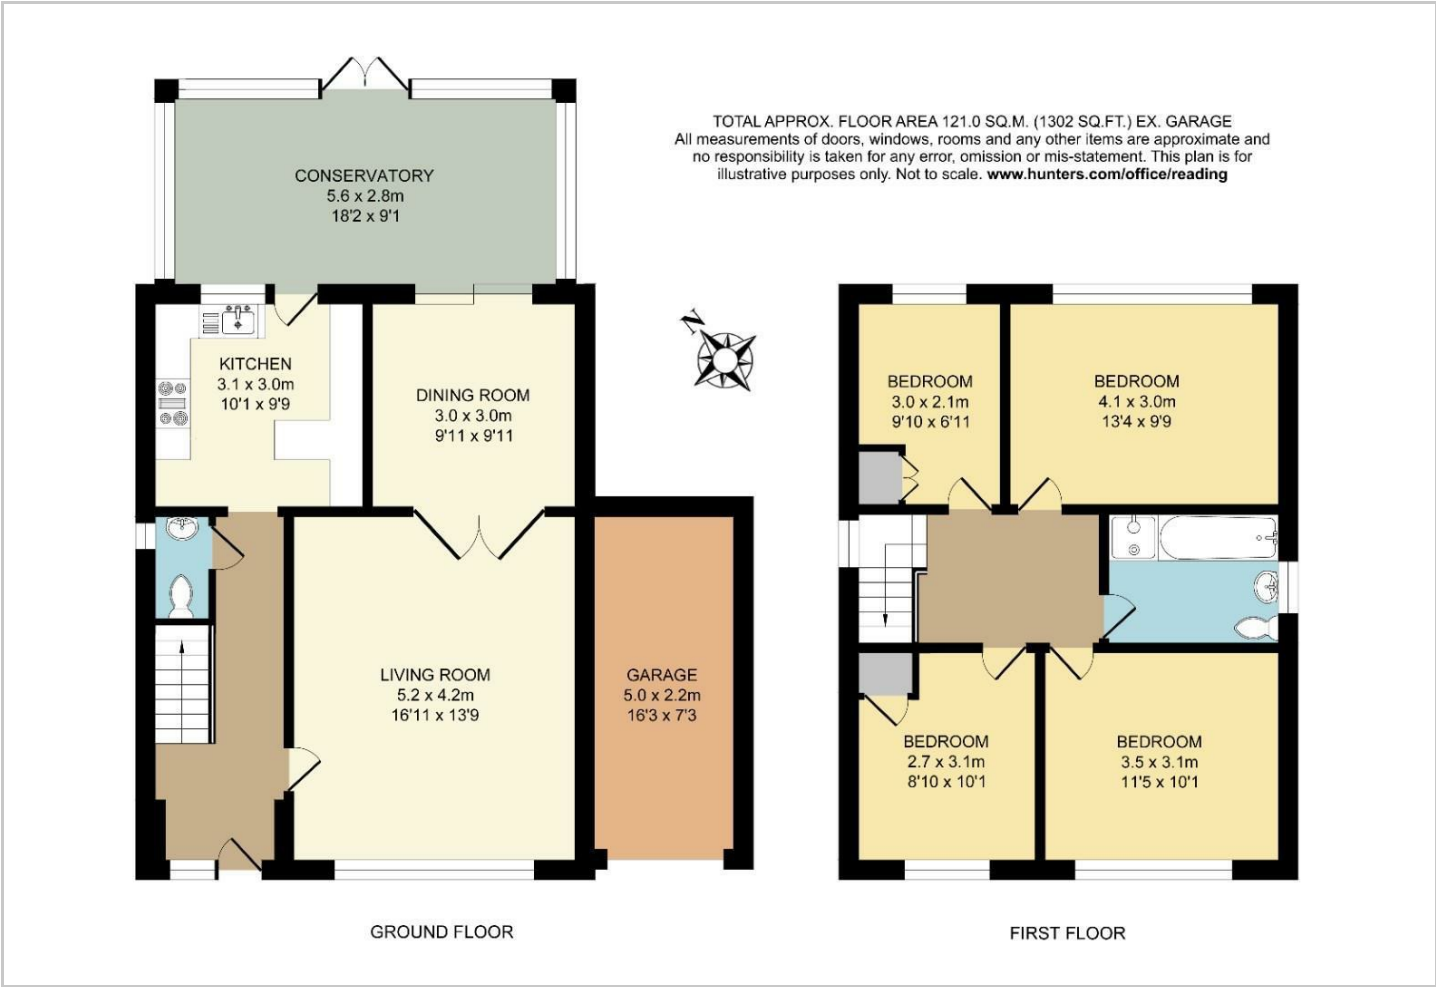 TOTAL APPROX. FLOOR AREA 121.0 SQ.M. (1302 SQ.FT.) EX. GARAGE
All measurements of doors, windows, rooms and any other items are approximate and
no responsibility is taken for any error, omission or mis-statement. This plan is for
illustrative purposes only. Not to scale. www.hunters.com/office/reading
CONSERVATORY
5.6 x 2.8m
18'2 x 9'1
KITCHEN
3.1 x 3.0m
10'1 x 9'9
DINING ROOM
3.0 x 3.0m
9'11 x 9'11
N
LIVING ROOM
5.2 x 4.2m
16'11 x 13'9
GARAGE
5.0 x 2.2m
16'3 x 7'3
GROUND FLOOR
BEDROOM
3.0 x 2.1m
9'10 x 6'11
BEDROOM
4.1 x 3.0m
13'4 x 9'9
BEDROOM
2.7 x 3.1m
8'10 x 10'1
BEDROOM
3.5 x 3.1m
11'5 x 10'1
FIRST FLOOR